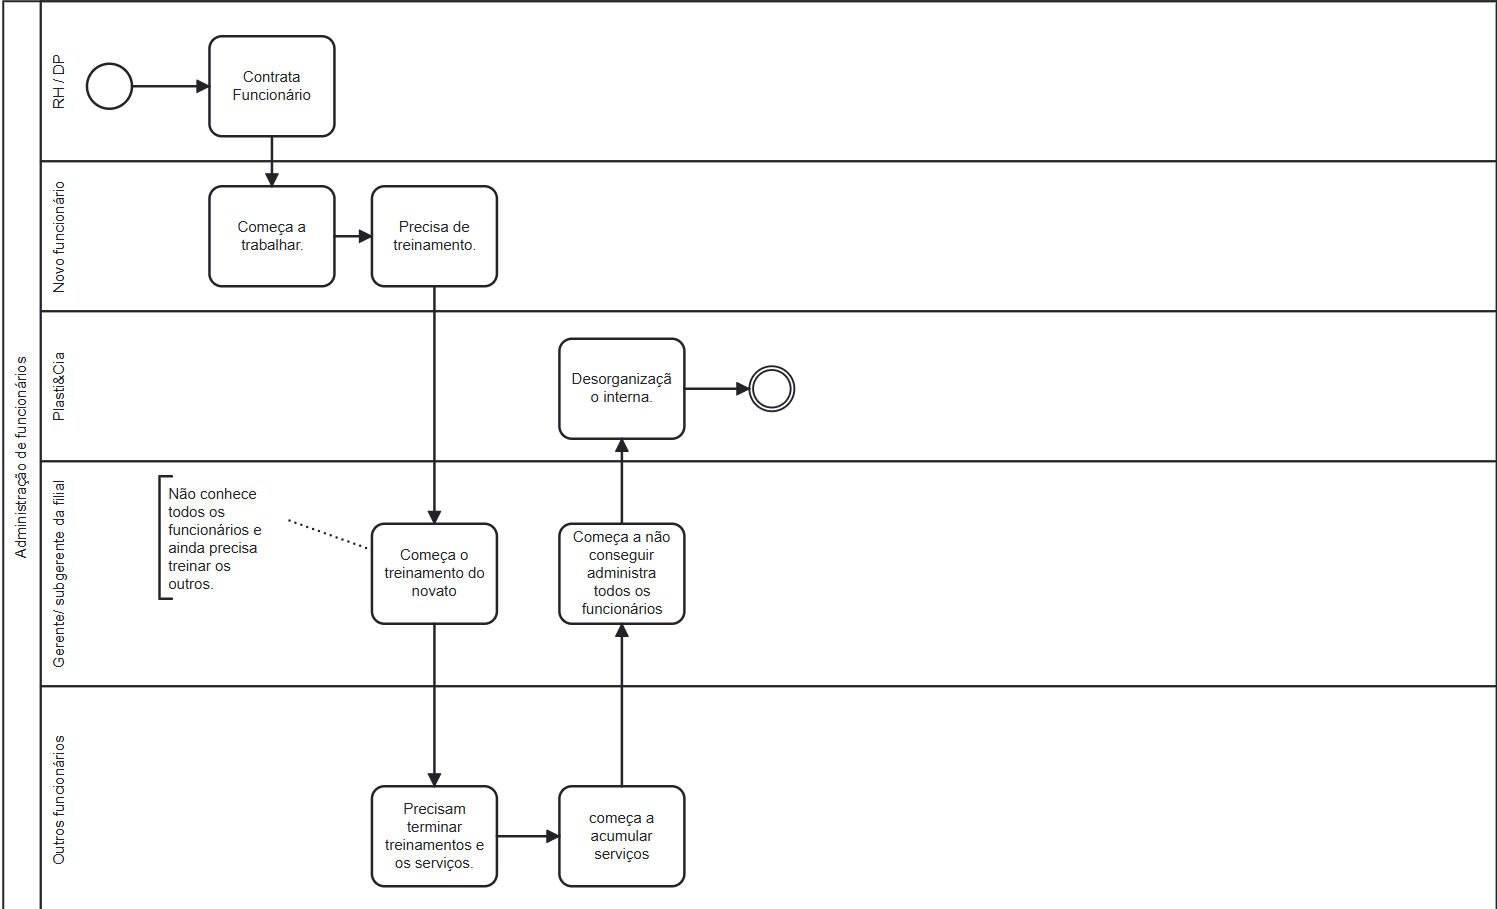 Administração de funcionários
RH / DP
Contrata
Funcionário
Novo funcionário
Começa a
trabalhar.
Precisa de
treinamento.
Plasti&Cia
Desorganizaçã
o interna.
Gerente/ subgerente da filial
Não conhece
todos os
funcionários e
ainda precisa
treinar os
outros.
Começa o
treinamento do
novato
Começa a não
conseguir
administra
todos os
funcionários
Outros funcionários
Precisam
terminar
treinamentos e
os serviços.
começa a
acumular
serviços